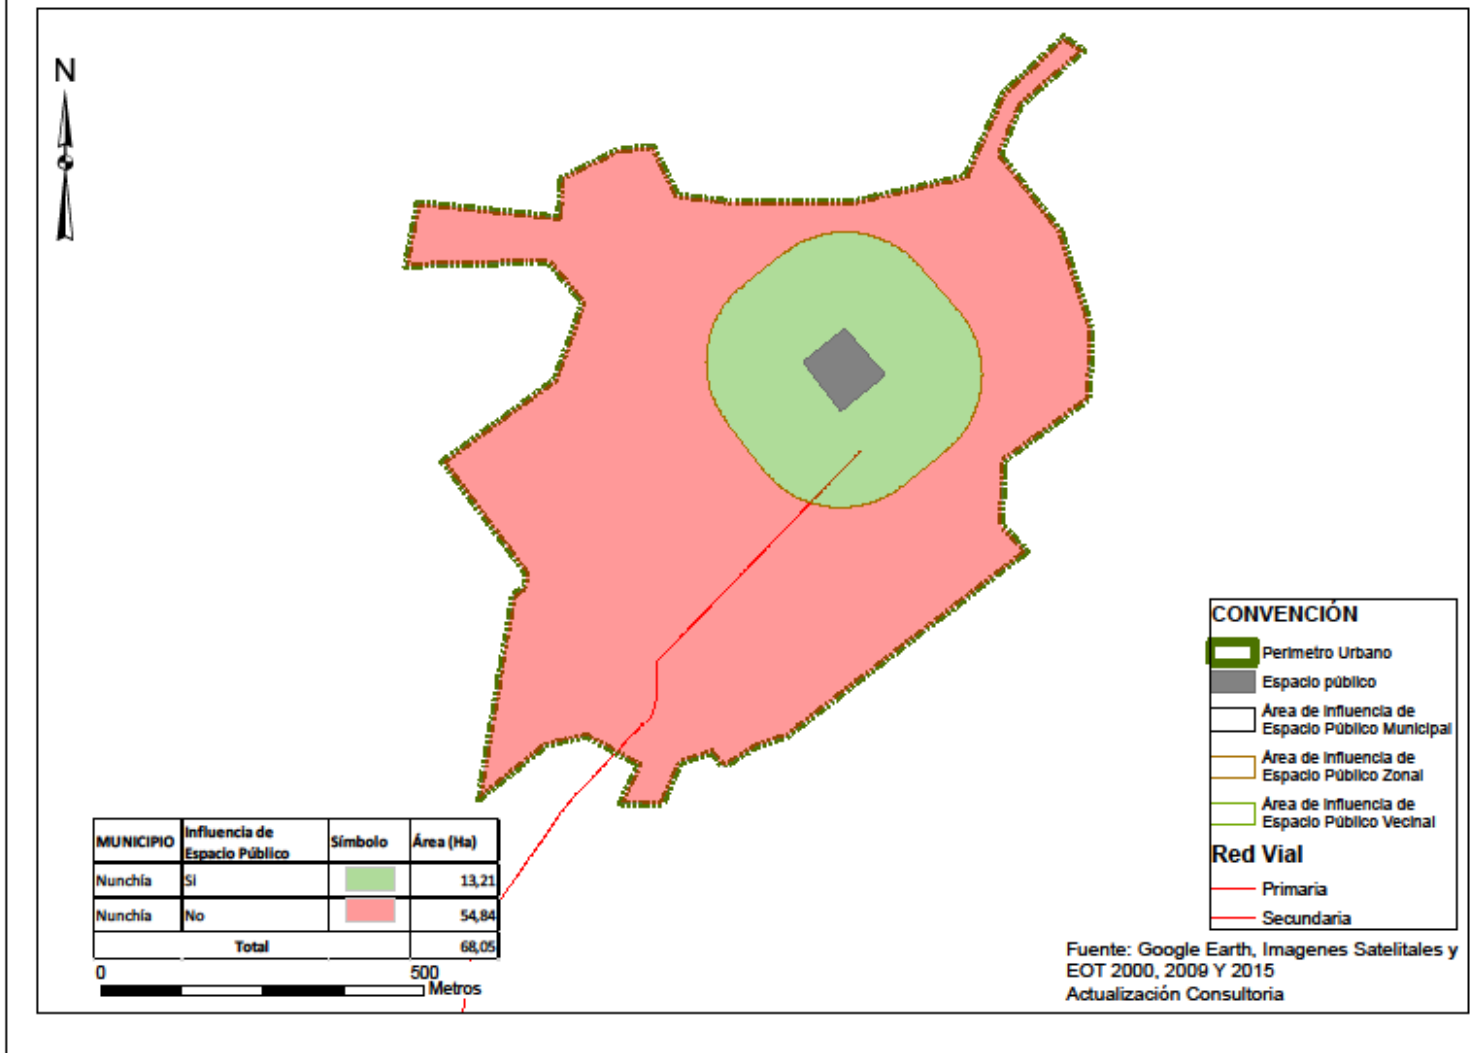 N
CONVENCIÓN
Perimetro Urbano
Espacio público
Área de Influencia de
Espacio Público Municipal
Área de Influencia de
Espacio Público Zonal
Área de Influencia de
Espacio Público Vecinal
Red Vial
Primaria
Secundaria
MUNICIPIO Influencia de Espacio Público Símbolo Área (Ha)
Nunchía Si 13,21
Nunchía No 54,84
Total 68,05
0 500 Metros
Fuente: Google Earth, Imagenes Satelitales y
EOT 2000, 2009 Y 2015
Actualización Consultoria